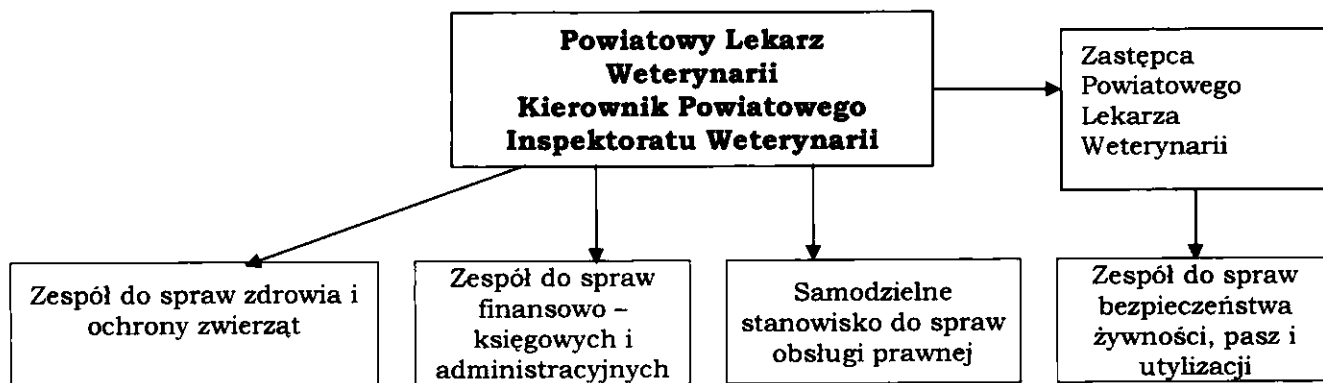 Powiatowy Lekarz
Weterynarii
Kierownik Powiatowego
Inspektoratu Weterynarii
Zastępca
Powiatowego
Lekarza
Weterynarii
Zespół do spraw zdrowia i
ochrony zwierząt
Zespół do spraw
finansowo –
księgowych i
administracyjnych
Samodzielne
stanowisko do spraw
obsługi prawnej
Zespół do spraw
bezpieczeństwa
żywności, pasz i
utylizacji